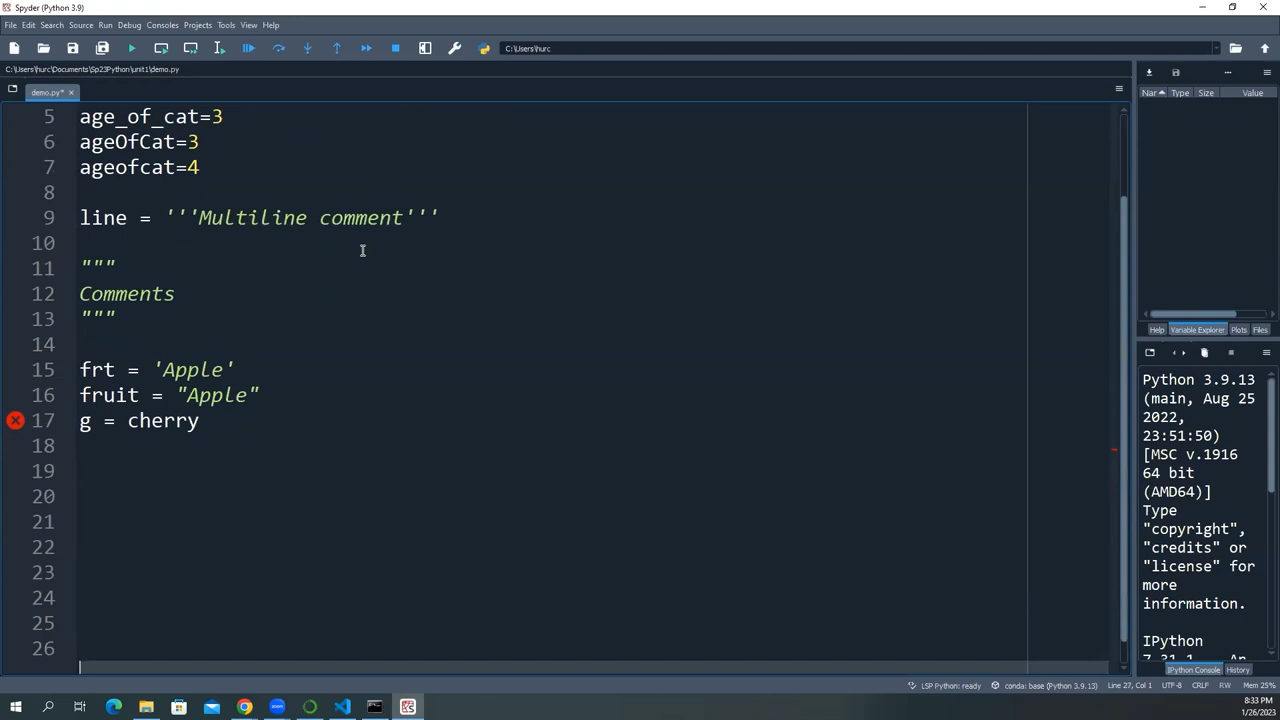 Spyder (Python 3.9)
File Edit Search Source Run Debug Consoles Projects Tools View Help
C:\Users\hurc
C:\Users\hurc\Documents\Sp23Python\unit1\demo.py
demo.py*
Nar Type Size Value
5 age_of_cat=3
6 ageOfCat=3
7 ageofcat=4
8
9 line = '''Multiline comment'''
10
11 """
12 Comments
13 """
14
15 frt = 'Apple'
16 fruit = "Apple"
17 g = cherry
18
19
20
21
22
23
24
25
26
Help Variable Explorer Plots Files
Python 3.9.13
(main, Aug 25
2022,
23:51:50)
[MSC v.1916
64 bit
(AMD64)]
Type
"copyright",
"credits" or
"license" for
more
information.
IPython
7.31.1 -- An
IPython Console History
LSP Python: ready conda: base (Python 3.9.13) Line 27, Col 1 UTF-8 CRLF RW Mem 25%
8:33 PM
1/26/2023